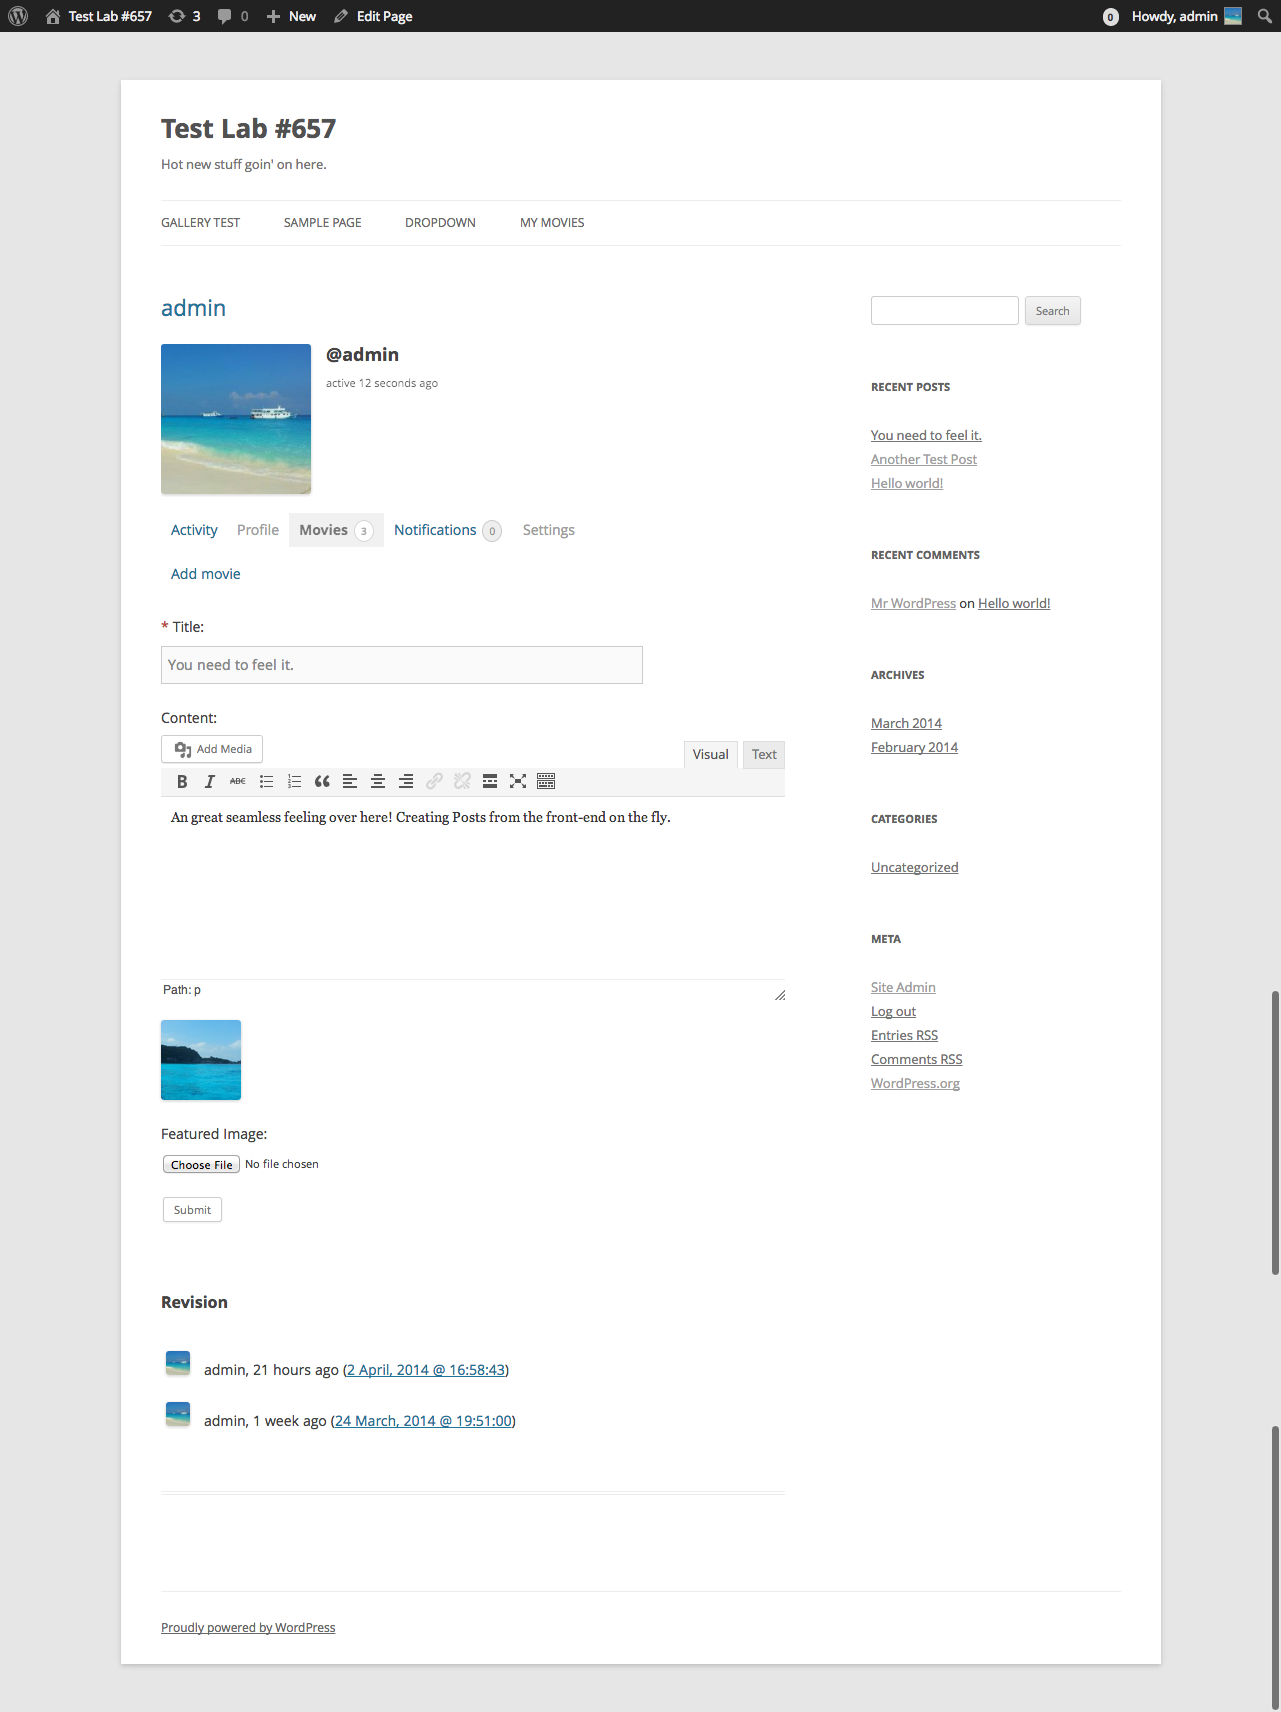 Test Lab #657 3 0 New Edit Page 0 Howdy, admin
Test Lab #657
Hot new stuff goin' on here.
GALLERY TEST SAMPLE PAGE DROPDOWN MY MOVIES
admin
@admin
active 12 seconds ago
Activity Profile Movies 3 Notifications 0 Settings
Add movie
* Title:
You need to feel it.
Content:
Add Media
Visual Text
B I ABC
An great seamless feeling over here! Creating Posts from the front-end on the fly.
Path: p
Featured Image:
Choose File No file chosen
Submit
Revision
admin, 21 hours ago (2 April, 2014 @ 16:58:43)
admin, 1 week ago (24 March, 2014 @ 19:51:00)
Search
RECENT POSTS
You need to feel it.
Another Test Post
Hello world!
RECENT COMMENTS
Mr WordPress on Hello world!
ARCHIVES
March 2014
February 2014
CATEGORIES
Uncategorized
META
Site Admin
Log out
Entries RSS
Comments RSS
WordPress.org
Proudly powered by WordPress